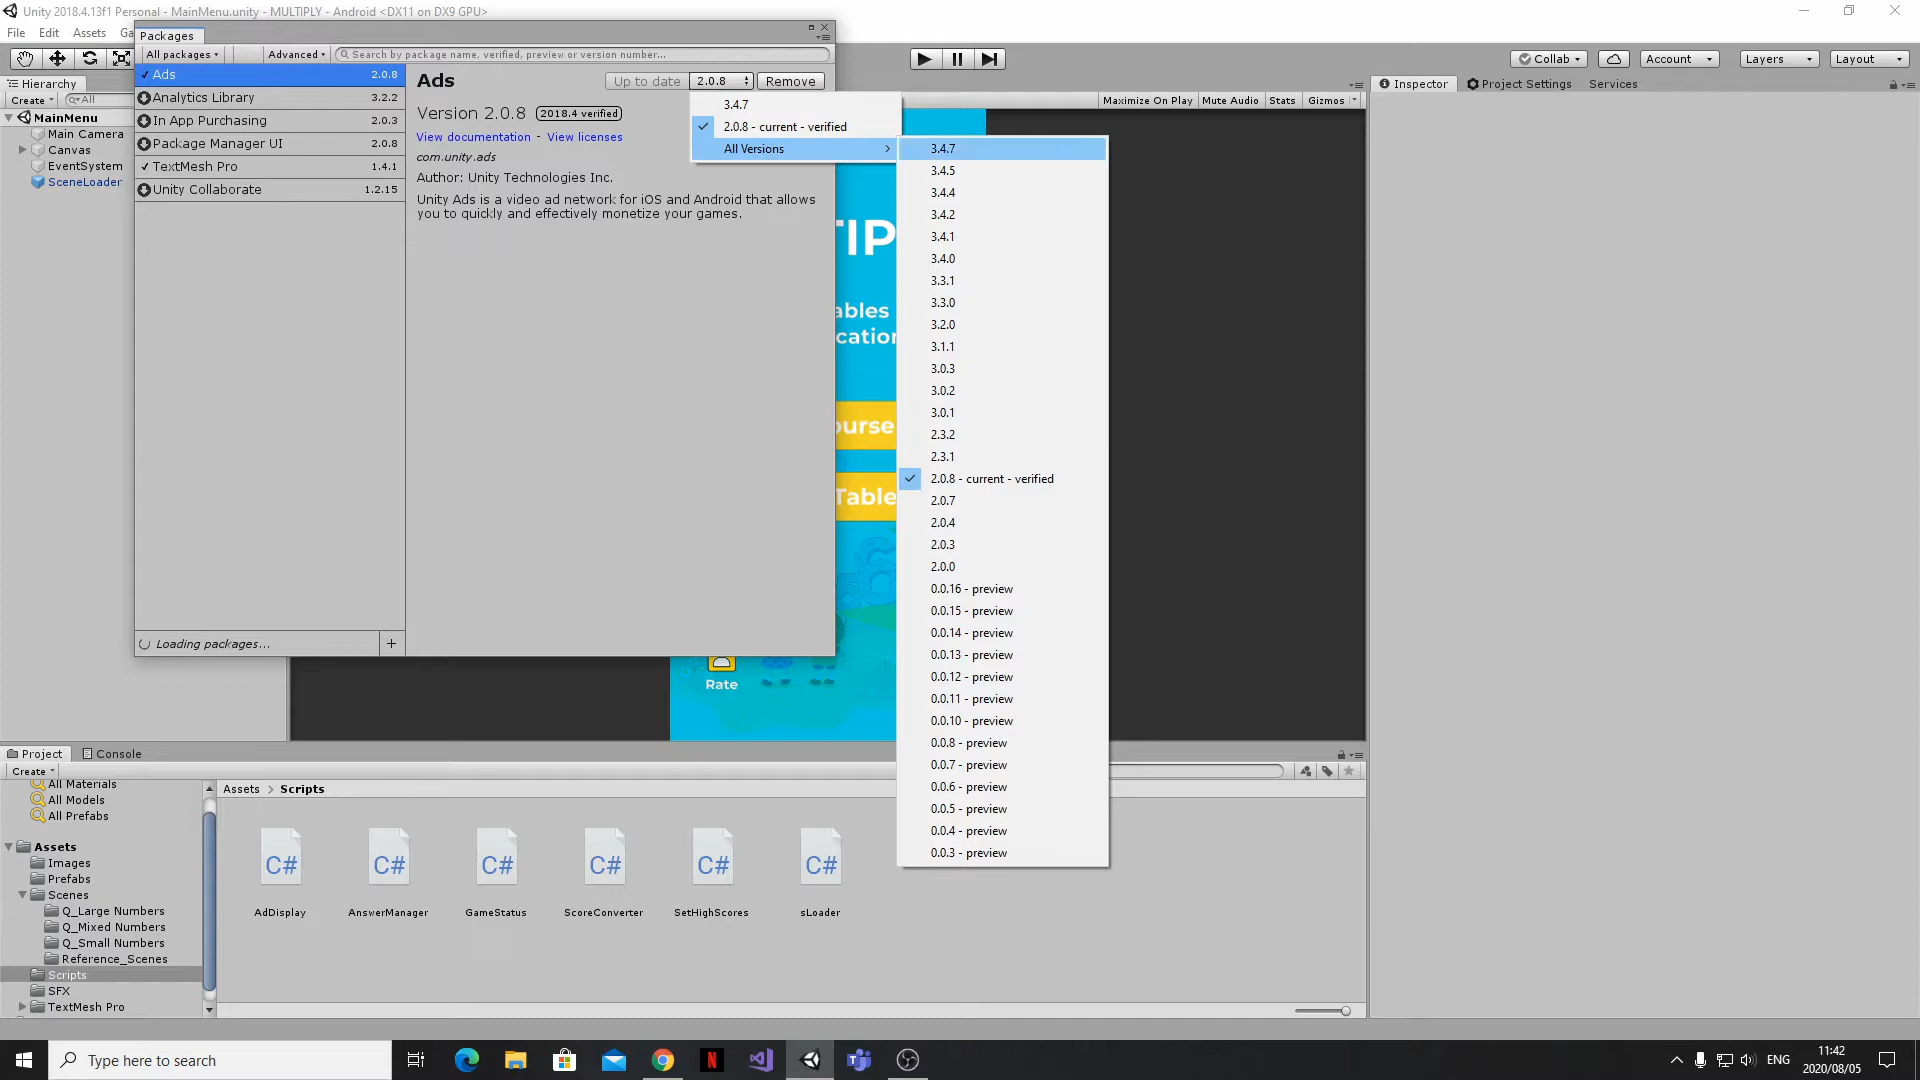 Unity 2018.4.13f1 Personal - MainMenu.unity - MULTIPLY - Android <DX11 on DX9 GPU>
File Edit Assets Ga
Packages
All packages Advanced Search by package name, verified, preview or version number...
Ads 2.0.8
Analytics Library 3.2.2
In App Purchasing 2.0.3
Package Manager UI 2.0.8
TextMesh Pro 1.4.1
Unity Collaborate 1.2.15
Loading packages...
+
Ads
Up to date 2.0.8 Remove
Version 2.0.8 2018.4 verified
View documentation - View licenses
com.unity.ads
Author: Unity Technologies Inc.
Unity Ads is a video ad network for iOS and Android that allows
you to quickly and effectively monetize your games.
3.4.7
2.0.8 - current - verified
All Versions
3.4.7
3.4.5
3.4.4
3.4.2
3.4.1
3.4.0
3.3.1
3.3.0
3.2.0
3.1.1
3.0.3
3.0.2
3.0.1
2.3.2
2.3.1
2.0.8 - current - verified
2.0.7
2.0.4
2.0.3
2.0.0
0.0.16 - preview
0.0.15 - preview
0.0.14 - preview
0.0.13 - preview
0.0.12 - preview
0.0.11 - preview
0.0.10 - preview
0.0.8 - preview
0.0.7 - preview
0.0.6 - preview
0.0.5 - preview
0.0.4 - preview
0.0.3 - preview
Collab Account Layers Layout
Hierarchy
Create All
MainMenu
Main Camera
Canvas
EventSystem
SceneLoader
Maximize On Play Mute Audio Stats Gizmos
Inspector Project Settings Services
TIP
ables
cation
ourse
Table
Rate
Project Console
Create
All Materials
All Models
All Prefabs
Assets
Images
Prefabs
Scenes
Q_Large Numbers
Q_Mixed Numbers
Q_Small Numbers
Reference_Scenes
Scripts
SFX
TextMesh Pro
Assets > Scripts
C# C# C# C# C# C#
AdDisplay AnswerManager GameStatus ScoreConverter SetHighScores sLoader
Type here to search
ENG
11:42
2020/08/05